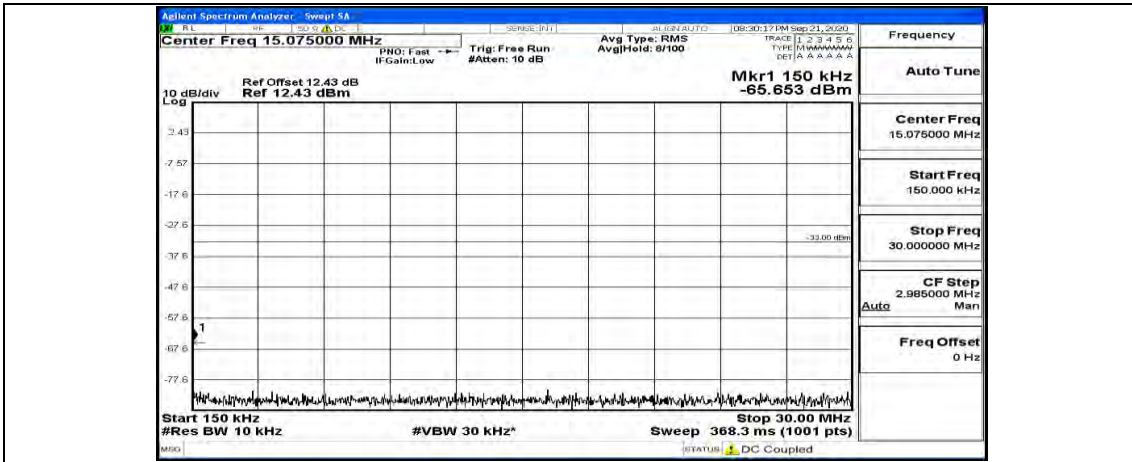 Agilent Spectrum Analyzer - Swept SA
RL RF 50 Ω DC SENSE:INT ALIGN AUTO 08:30:17 PM Sep 21, 2020
Center Freq 15.075000 MHz
PNO: Fast
IFGain:Low
Trig: Free Run
#Atten: 10 dB
Avg Type: RMS
Avg|Hold: 8/100
TRACE 1 2 3 4 5 6
TYPE M WWWWW
DET A A A A A A
Ref Offset 12.43 dB
10 dB/div Ref 12.43 dBm
Log
Mkr1 150 kHz
-65.653 dBm
2.43
-7.57
-17.6
-27.6
-33.00 dBm
-37.6
-47.6
-57.6
1
-67.6
-77.6
Start 150 kHz Stop 30.00 MHz
#Res BW 10 kHz #VBW 30 kHz* Sweep 368.3 ms (1001 pts)
MSG STATUS DC Coupled
Frequency
Auto Tune
Center Freq
15.075000 MHz
Start Freq
150.000 kHz
Stop Freq
30.000000 MHz
CF Step
2.985000 MHz
Auto Man
Freq Offset
0 Hz